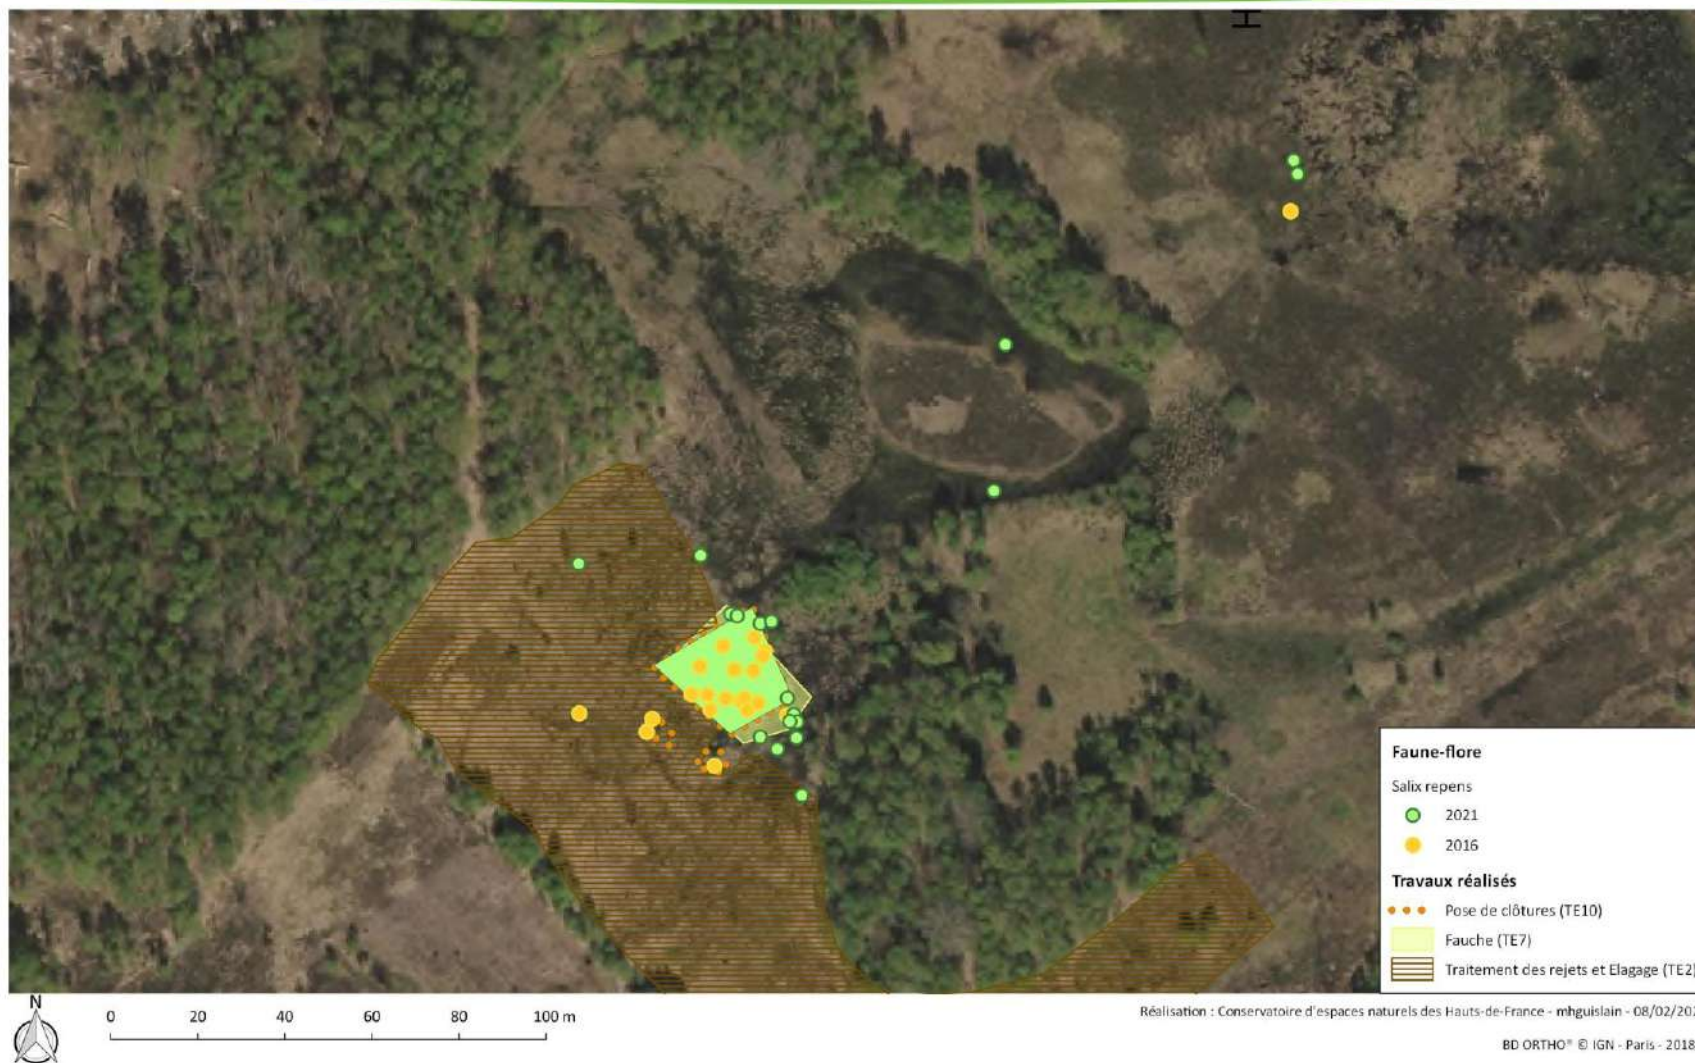 H
Faune-flore
Salix repens
2021
2016
Travaux réalisés
Pose de clôtures (TE10)
Fauche (TE7)
Traitement des rejets et Elagage (TE2)
N
0 20 40 60 80 100 m
Réalisation : Conservatoire d'espaces naturels des Hauts-de-France - mhguislain - 08/02/202
BD ORTHO® © IGN - Paris - 2018